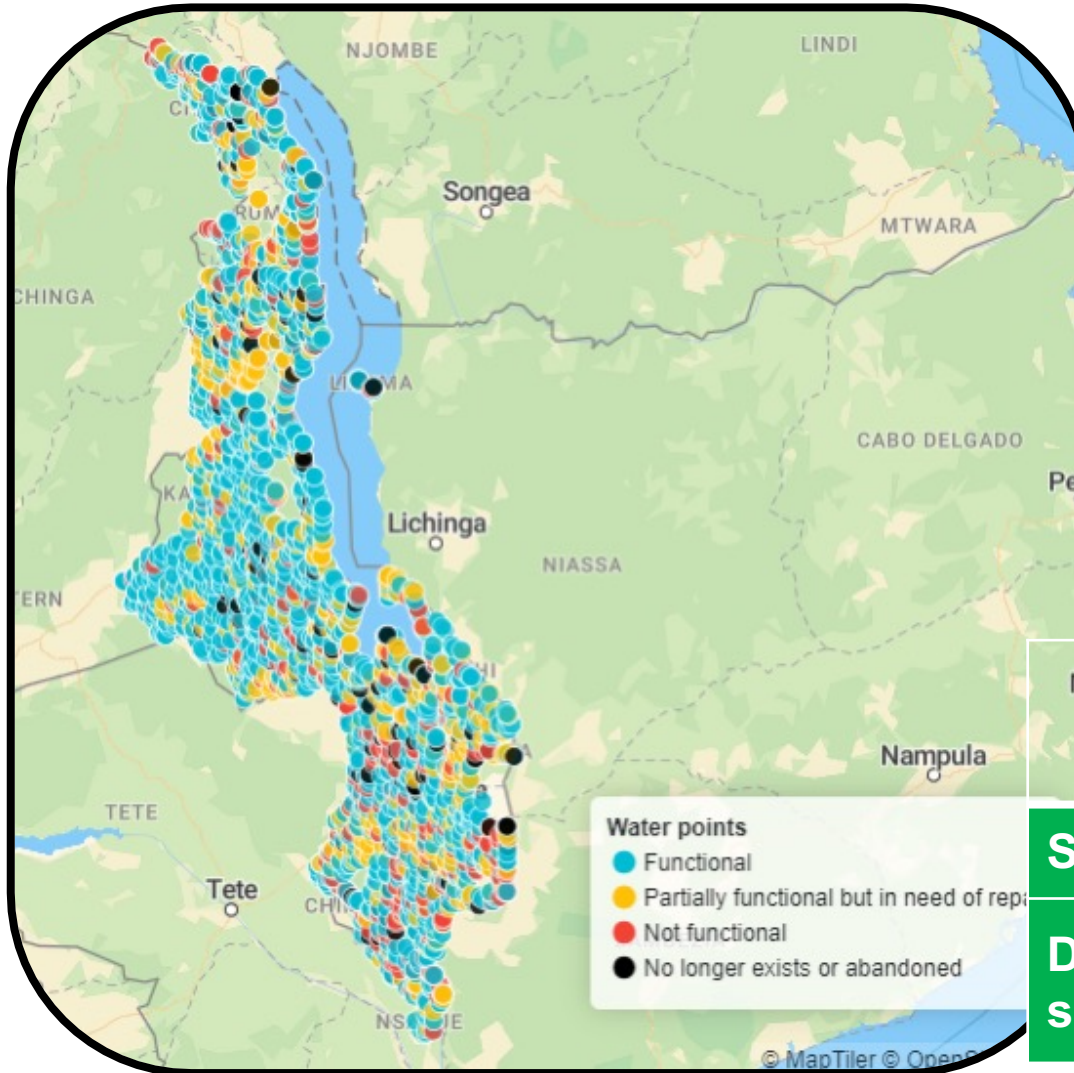 NJOMBE
LINDI
Songea
MTWARA
CHINGA
CABO DELGADO
Pe
Lichinga
NIASSA
ERN
Nampula
TETE
Tete
Water points
Functional
Partially functional but in need of repa
Not functional
No longer exists or abandoned
S
D
s
© MapTiler © OpenS